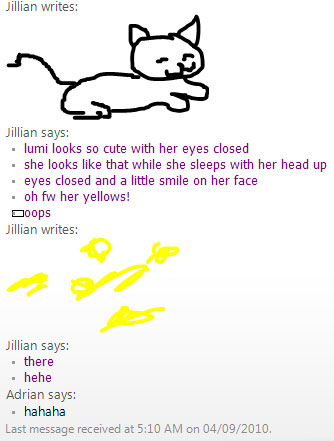 Jillian writes:
Jillian says:
lumi looks so cute with her eyes closed
she looks like that while she sleeps with her head up
eyes closed and a little smile on her face
oh fw her yellows!
oops
Jillian writes:
Jillian says:
there
hehe
Adrian says:
hahaha
Last message received at 5:10 AM on 04/09/2010.